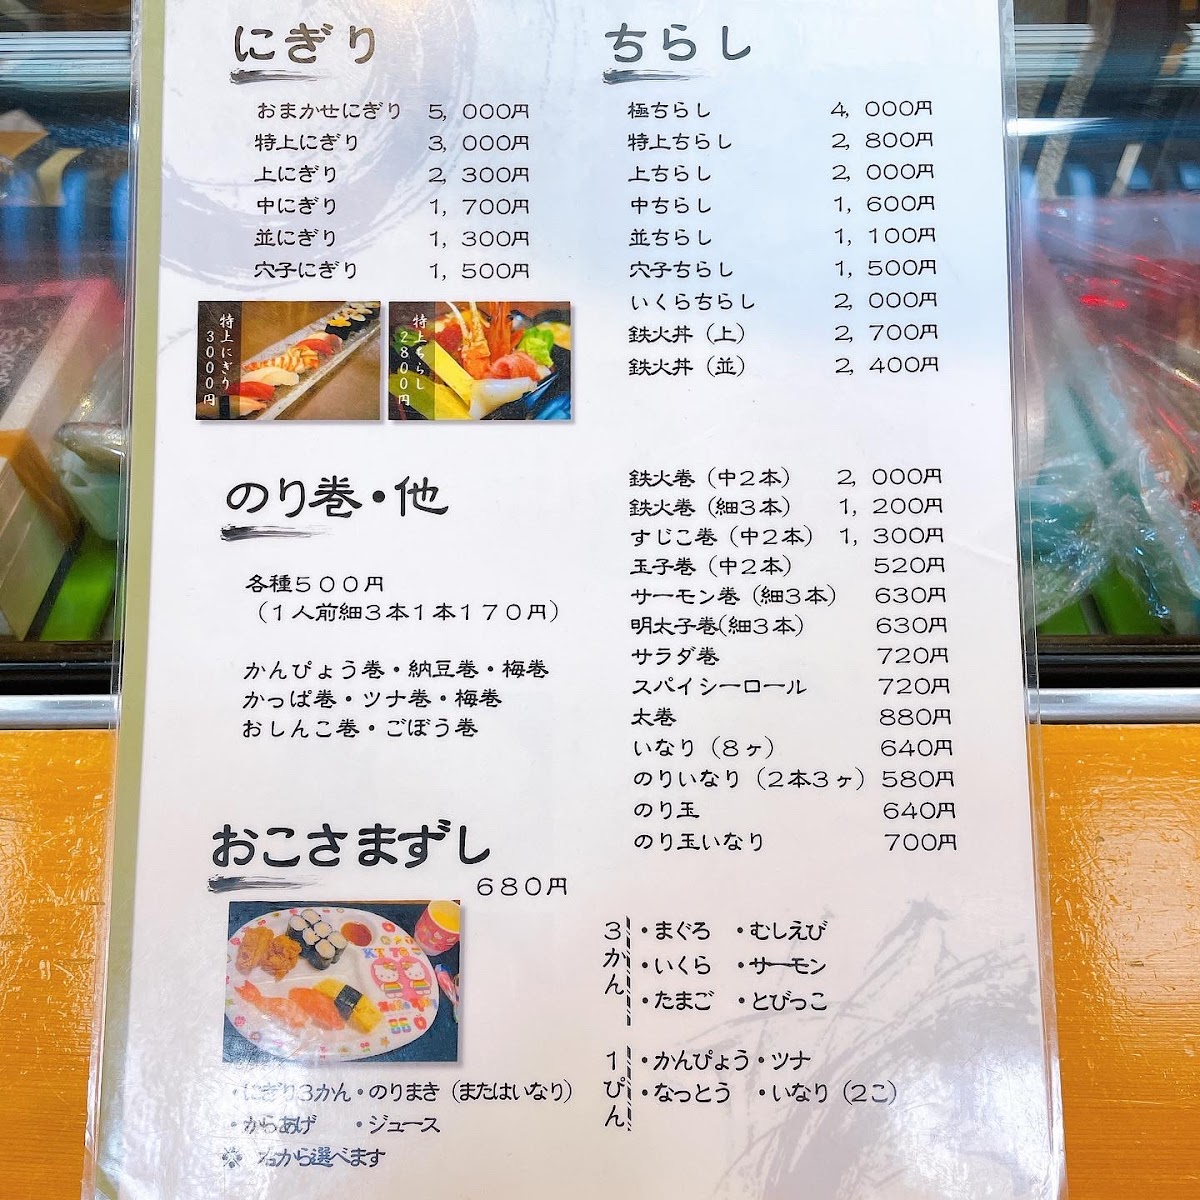 にぎり
おまかせにぎり 5,000円
特上にぎり 3,000円
上にぎり 2,300円
中にぎり 1,700円
並にぎり 1,300円
穴子にぎり 1,500円
特上にぎり
3000円
特上ちらし
2800円
ちらし
極ちらし 4,000円
特上ちらし 2,800円
上ちらし 2,000円
中ちらし 1,600円
並ちらし 1,100円
穴子ちらし 1,500円
いくらちらし 2,000円
鉄火丼(上) 2,700円
鉄火丼(並) 2,400円
のり巻・他
各種500円
(1人前細3本1本170円)
かんぴょう巻・納豆巻・梅巻
かっぱ巻・ツナ巻・梅巻
おしんこ巻・ごぼう巻
鉄火巻(中2本) 2,000円
鉄火巻(細3本) 1,200円
すじこ巻(中2本) 1,300円
玉子巻(中2本) 520円
サーモン巻(細3本) 630円
明太子巻(細3本) 630円
サラダ巻 720円
スパイシーロール 720円
太巻 880円
いなり(8ヶ) 640円
のりいなり(2本3ヶ) 580円
のり玉 640円
のり玉いなり 700円
おこさまずし
680円
・にぎり3かん・のりまき(またはいなり)
・からあげ ・ジュース
※ 右から選べます
3かん
・まぐろ ・むしえび
・いくら ・サーモン
・たまご ・とびっこ
1ぴん
・かんぴょう・ツナ
・なっとう ・いなり(2こ)